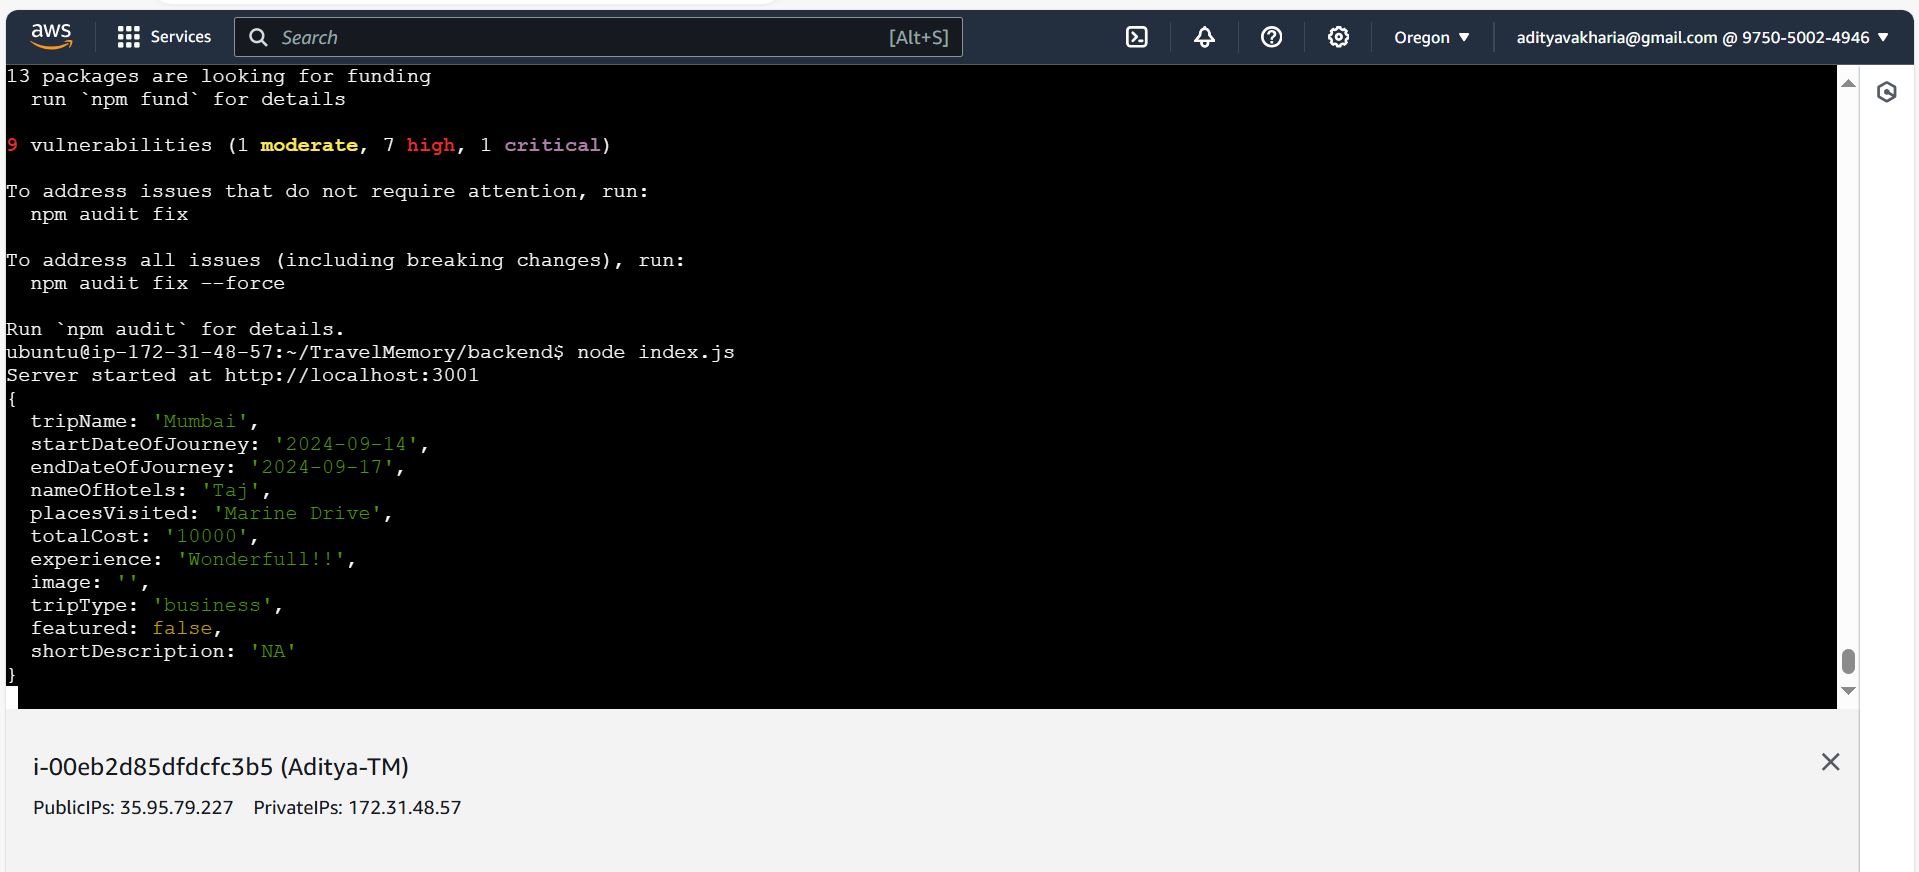 aws Services Search [Alt+S] Oregon adityavakharia@gmail.com @ 9750-5002-4946
13 packages are looking for funding
  run `npm fund` for details
9 vulnerabilities (1 moderate, 7 high, 1 critical)
To address issues that do not require attention, run:
  npm audit fix
To address all issues (including breaking changes), run:
  npm audit fix --force
Run `npm audit` for details.
ubuntu@ip-172-31-48-57:~/TravelMemory/backend$ node index.js
Server started at http://localhost:3001
{
  tripName: 'Mumbai',
  startDateOfJourney: '2024-09-14',
  endDateOfJourney: '2024-09-17',
  nameOfHotels: 'Taj',
  placesVisited: 'Marine Drive',
  totalCost: '10000',
  experience: 'Wonderfull!!',
  image: '',
  tripType: 'business',
  featured: false,
  shortDescription: 'NA'
}
i-00eb2d85dfdcfc3b5 (Aditya-TM)
PublicIPs: 35.95.79.227 PrivateIPs: 172.31.48.57